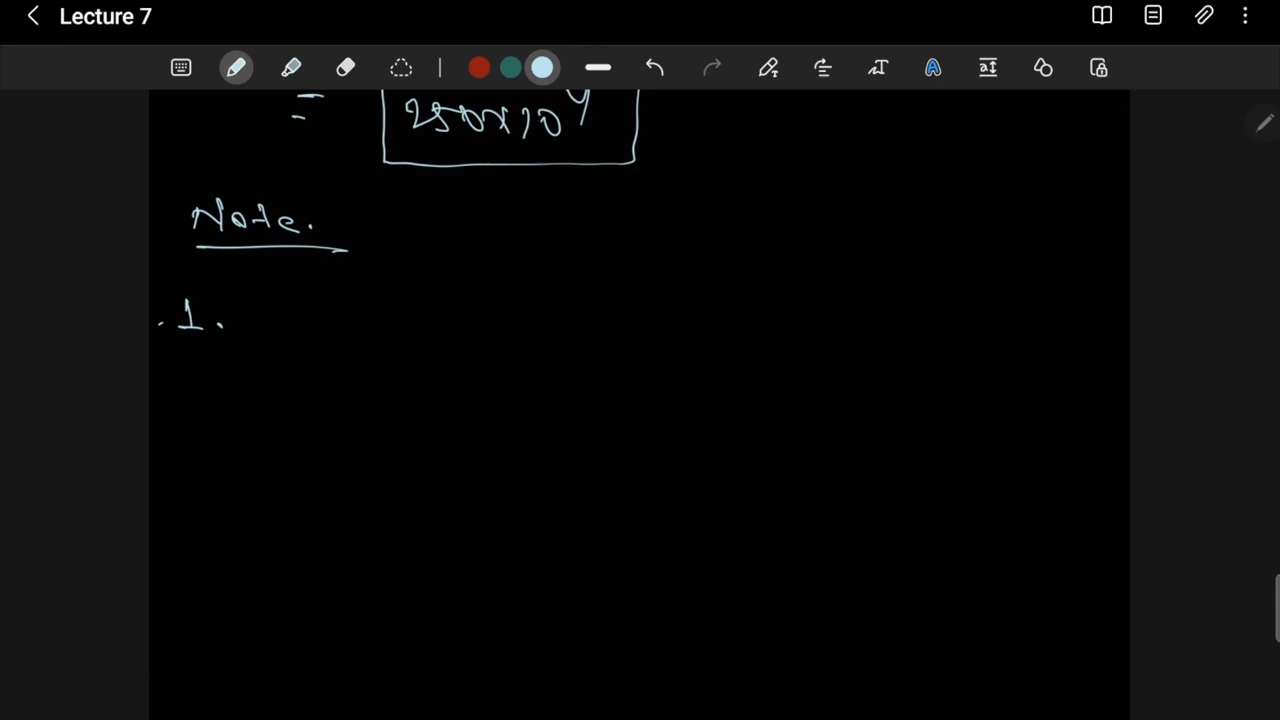 Lecture 7
=
250×10⁴
Note.
.1.